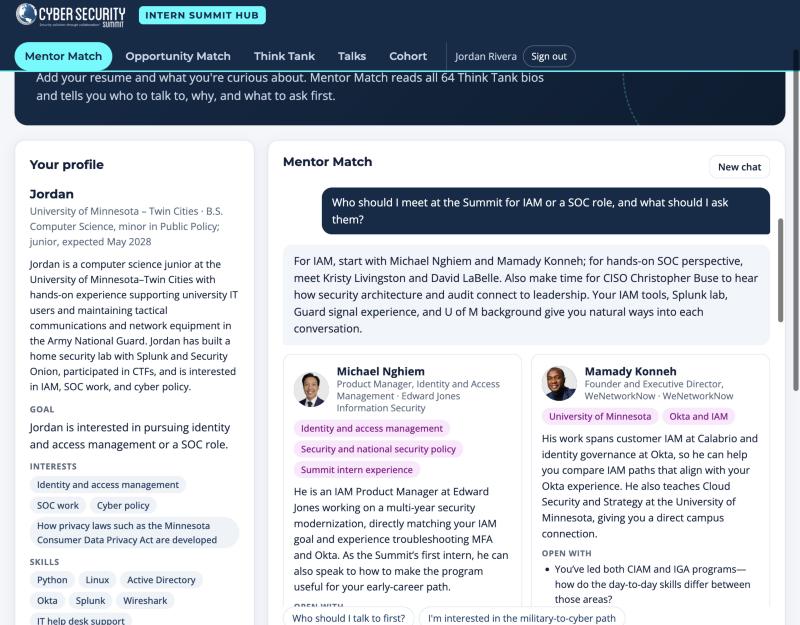 CYBER SECURITY
SUMMIT
INTERN SUMMIT HUB
Mentor Match
Opportunity Match
Think Tank
Talks
Cohort
Jordan Rivera
Sign out
Add your resume and what you're curious about. Mentor Match reads all 64 Think Tank bios
and tells you who to talk to, why, and what to ask first.
Your profile
Jordan
University of Minnesota – Twin Cities · B.S.
Computer Science, minor in Public Policy;
junior, expected May 2028
Jordan is a computer science junior at the
University of Minnesota–Twin Cities with
hands-on experience supporting university IT
users and maintaining tactical
communications and network equipment in
the Army National Guard. Jordan has built a
home security lab with Splunk and Security
Onion, participated in CTFs, and is interested
in IAM, SOC work, and cyber policy.
GOAL
Jordan is interested in pursuing identity
and access management or a SOC role.
INTERESTS
Identity and access management
SOC work
Cyber policy
How privacy laws such as the Minnesota
Consumer Data Privacy Act are developed
SKILLS
Python
Linux
Active Directory
Okta
Splunk
Wireshark
IT help desk support
Mentor Match
New chat
Who should I meet at the Summit for IAM or a SOC role, and what should I ask
them?
For IAM, start with Michael Nghiem and Mamady Konneh; for hands-on SOC perspective,
meet Kristy Livingston and David LaBelle. Also make time for CISO Christopher Buse to hear
how security architecture and audit connect to leadership. Your IAM tools, Splunk lab,
Guard signal experience, and U of M background give you natural ways into each
conversation.
Michael Nghiem
Product Manager, Identity and Access
Management · Edward Jones
Information Security
Identity and access management
Security and national security policy
Summit intern experience
He is an IAM Product Manager at Edward
Jones working on a multi-year security
modernization, directly matching your IAM
goal and experience troubleshooting MFA
and Okta. As the Summit’s first intern, he can
also speak to how to make the program
useful for your early-career path.
OPEN WITH
Mamady Konneh
Founder and Executive Director,
WeNetworkNow · WeNetworkNow
University of Minnesota
Okta and IAM
His work spans customer IAM at Calabrio and
identity governance at Okta, so he can help
you compare IAM paths that align with your
Okta experience. He also teaches Cloud
Security and Strategy at the University of
Minnesota, giving you a direct campus
connection.
OPEN WITH
• You’ve led both CIAM and IGA programs—
how do the day-to-day skills differ between
those areas?
Who should I talk to first?
I'm interested in the military-to-cyber path